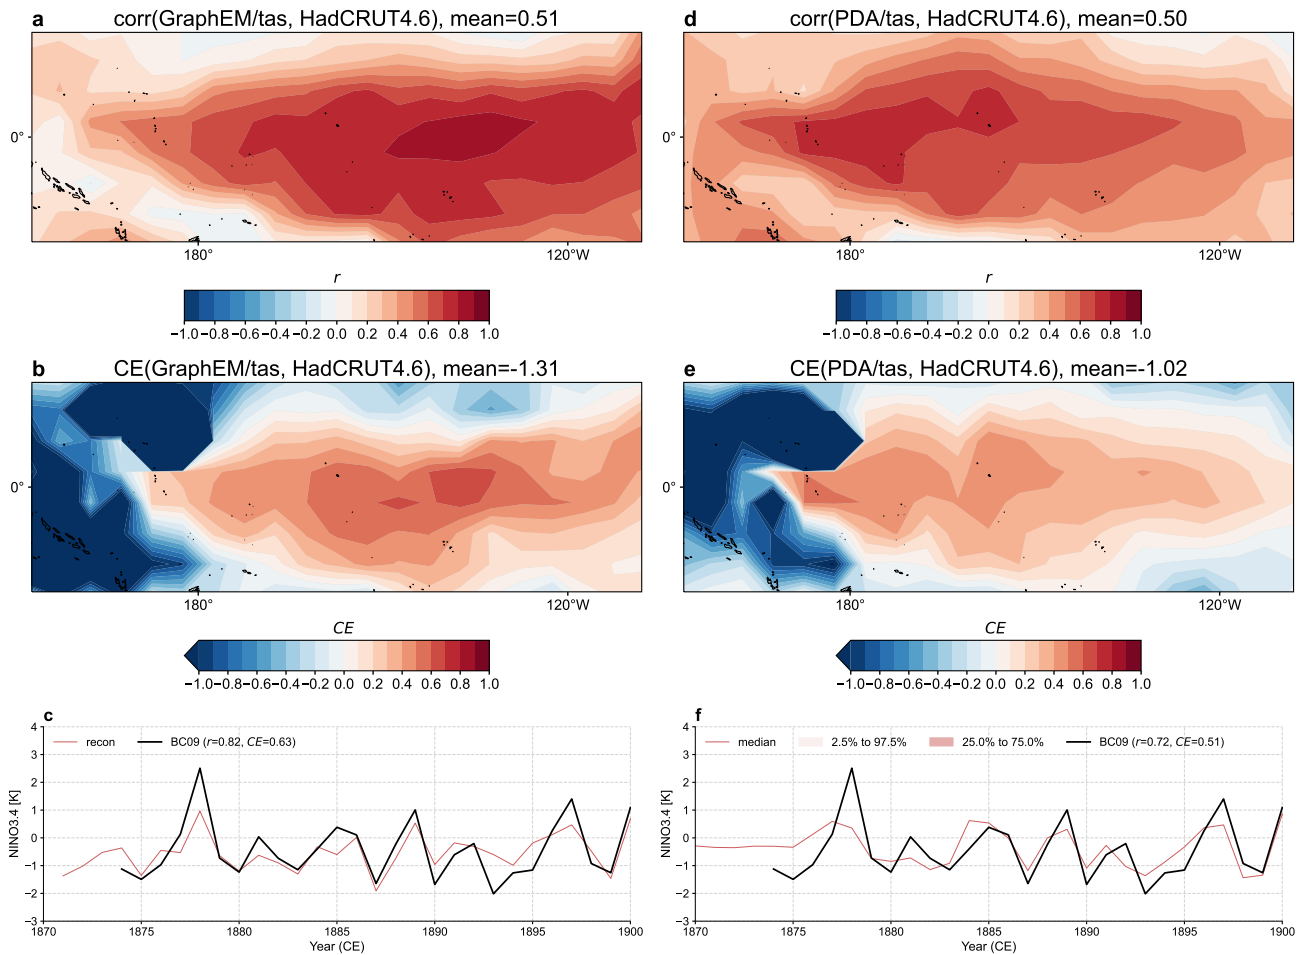 a corr(GraphEM/tas, HadCRUT4.6), mean=0.51
0°
180° 120°W
r
−1.0 −0.8 −0.6 −0.4 −0.2 0.0 0.2 0.4 0.6 0.8 1.0
b CE(GraphEM/tas, HadCRUT4.6), mean=-1.31
0°
180° 120°W
CE
−1.0 −0.8 −0.6 −0.4 −0.2 0.0 0.2 0.4 0.6 0.8 1.0
c
recon BC09 (r=0.82, CE=0.63)
NINO3.4 [K]
4
3
2
1
0
−1
−2
−3
1870 1875 1880 1885 1890 1895 1900
Year (CE)
d corr(PDA/tas, HadCRUT4.6), mean=0.50
0°
180° 120°W
r
−1.0 −0.8 −0.6 −0.4 −0.2 0.0 0.2 0.4 0.6 0.8 1.0
e CE(PDA/tas, HadCRUT4.6), mean=-1.02
0°
180° 120°W
CE
−1.0 −0.8 −0.6 −0.4 −0.2 0.0 0.2 0.4 0.6 0.8 1.0
f
median 2.5% to 97.5% 25.0% to 75.0% BC09 (r=0.72, CE=0.51)
NINO3.4 [K]
4
3
2
1
0
−1
−2
−3
1870 1875 1880 1885 1890 1895 1900
Year (CE)